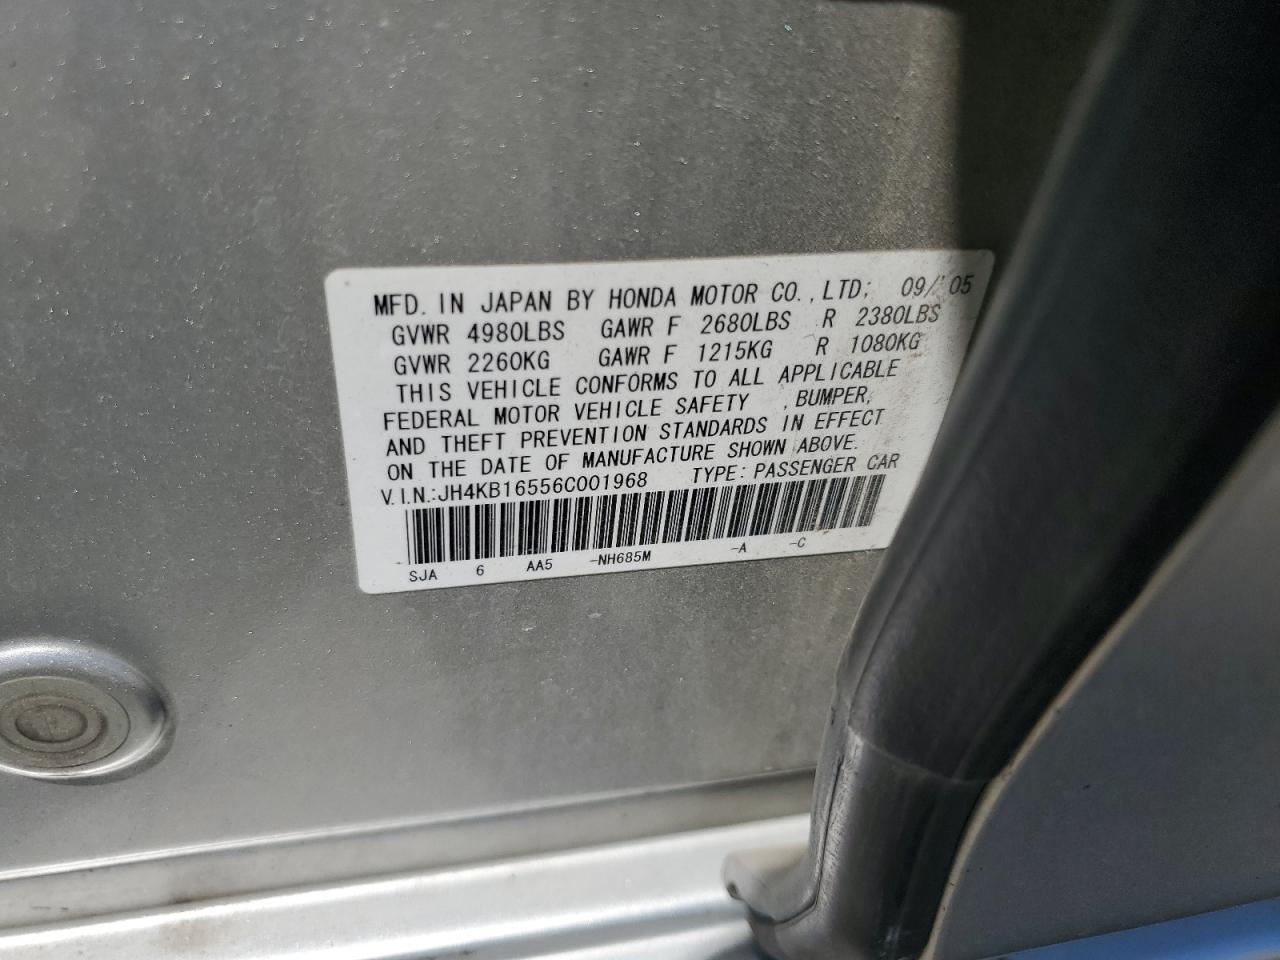 MFD. IN JAPAN BY HONDA MOTOR CO., LTD; 09/'05
GVWR 4980LBS GAWR F 2680LBS R 2380LBS
GVWR 2260KG GAWR F 1215KG R 1080KG
THIS VEHICLE CONFORMS TO ALL APPLICABLE
FEDERAL MOTOR VEHICLE SAFETY , BUMPER,
AND THEFT PREVENTION STANDARDS IN EFFECT
ON THE DATE OF MANUFACTURE SHOWN ABOVE.
V.I.N.:JH4KB16556C001968 TYPE: PASSENGER CAR
SJA 6 AA5 -NH685M -A -C